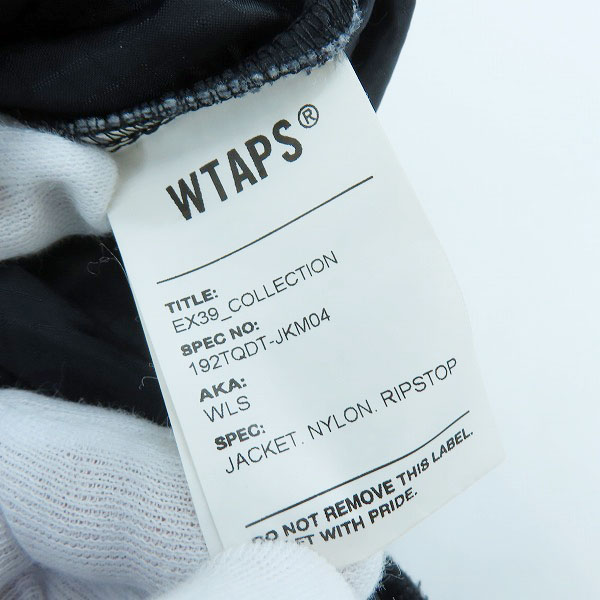 WTAPS®
TITLE:
EX39_COLLECTION
SPEC NO:
192TQDT-JKM04
AKA:
WLS
SPEC:
JACKET. NYLON. RIPSTOP
DO NOT REMOVE THIS LABEL.
WITH PRIDE.